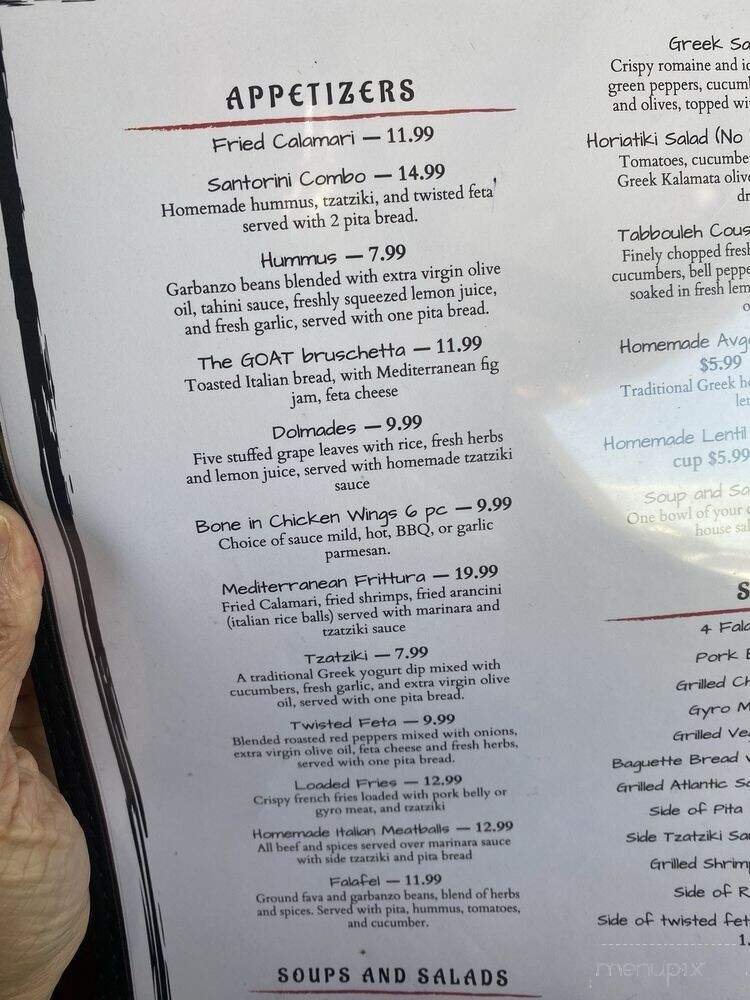 APPETIZERS
Fried Calamari — 11.99
Santorini Combo — 14.99
Homemade hummus, tzatziki, and twisted feta
served with 2 pita bread.
Hummus — 7.99
Garbanzo beans blended with extra virgin olive
oil, tahini sauce, freshly squeezed lemon juice,
and fresh garlic, served with one pita bread.
The GOAT bruschetta — 11.99
Toasted Italian bread, with Mediterranean fig
jam, feta cheese
Dolmades — 9.99
Five stuffed grape leaves with rice, fresh herbs
and lemon juice, served with homemade tzatziki
sauce
Bone in Chicken Wings 6 pc — 9.99
Choice of sauce mild, hot, BBQ, or garlic
parmesan.
Mediterranean Frittura — 19.99
Fried Calamari, fried shrimps, fried arancini
(italian rice balls) served with marinara and
tzatziki sauce
Tzatziki — 7.99
A traditional Greek yogurt dip mixed with
cucumbers, fresh garlic, and extra virgin olive
oil, served with one pita bread.
Twisted Feta — 9.99
Blended roasted red peppers mixed with onions,
extra virgin olive oil, feta cheese and fresh herbs,
served with one pita bread.
Loaded Fries — 12.99
Crispy french fries loaded with pork belly or
gyro meat, and tzatziki
Homemade Italian Meatballs — 12.99
All beef and spices served over marinara sauce
with side tzatziki and pita bread
Falafel — 11.99
Ground fava and garbanzo beans, blend of herbs
and spices. Served with pita, hummus, tomatoes,
and cucumber.
SOUPS AND SALADS
Greek Sa
Crispy romaine and ic
green peppers, cucumb
and olives, topped wi
Horiatiki Salad (No
Tomatoes, cucumbe
Greek Kalamata olive
dr
Tabbouleh Cous
Finely chopped fresh
cucumbers, bell peppe
soaked in fresh lem
o
Homemade Avg
$5.99
Traditional Greek h
le
Homemade Lentil
cup $5.99
Soup and Sa
One bowl of your
house sal
S
4 Fala
Pork B
Grilled Ch
Gyro M
Grilled Ve
Baguette Bread
Grilled Atlantic Sa
Side of Pita
Side Tzatziki Sa
Grilled Shrim
Side of R
Side of twisted fet
1.
menupix